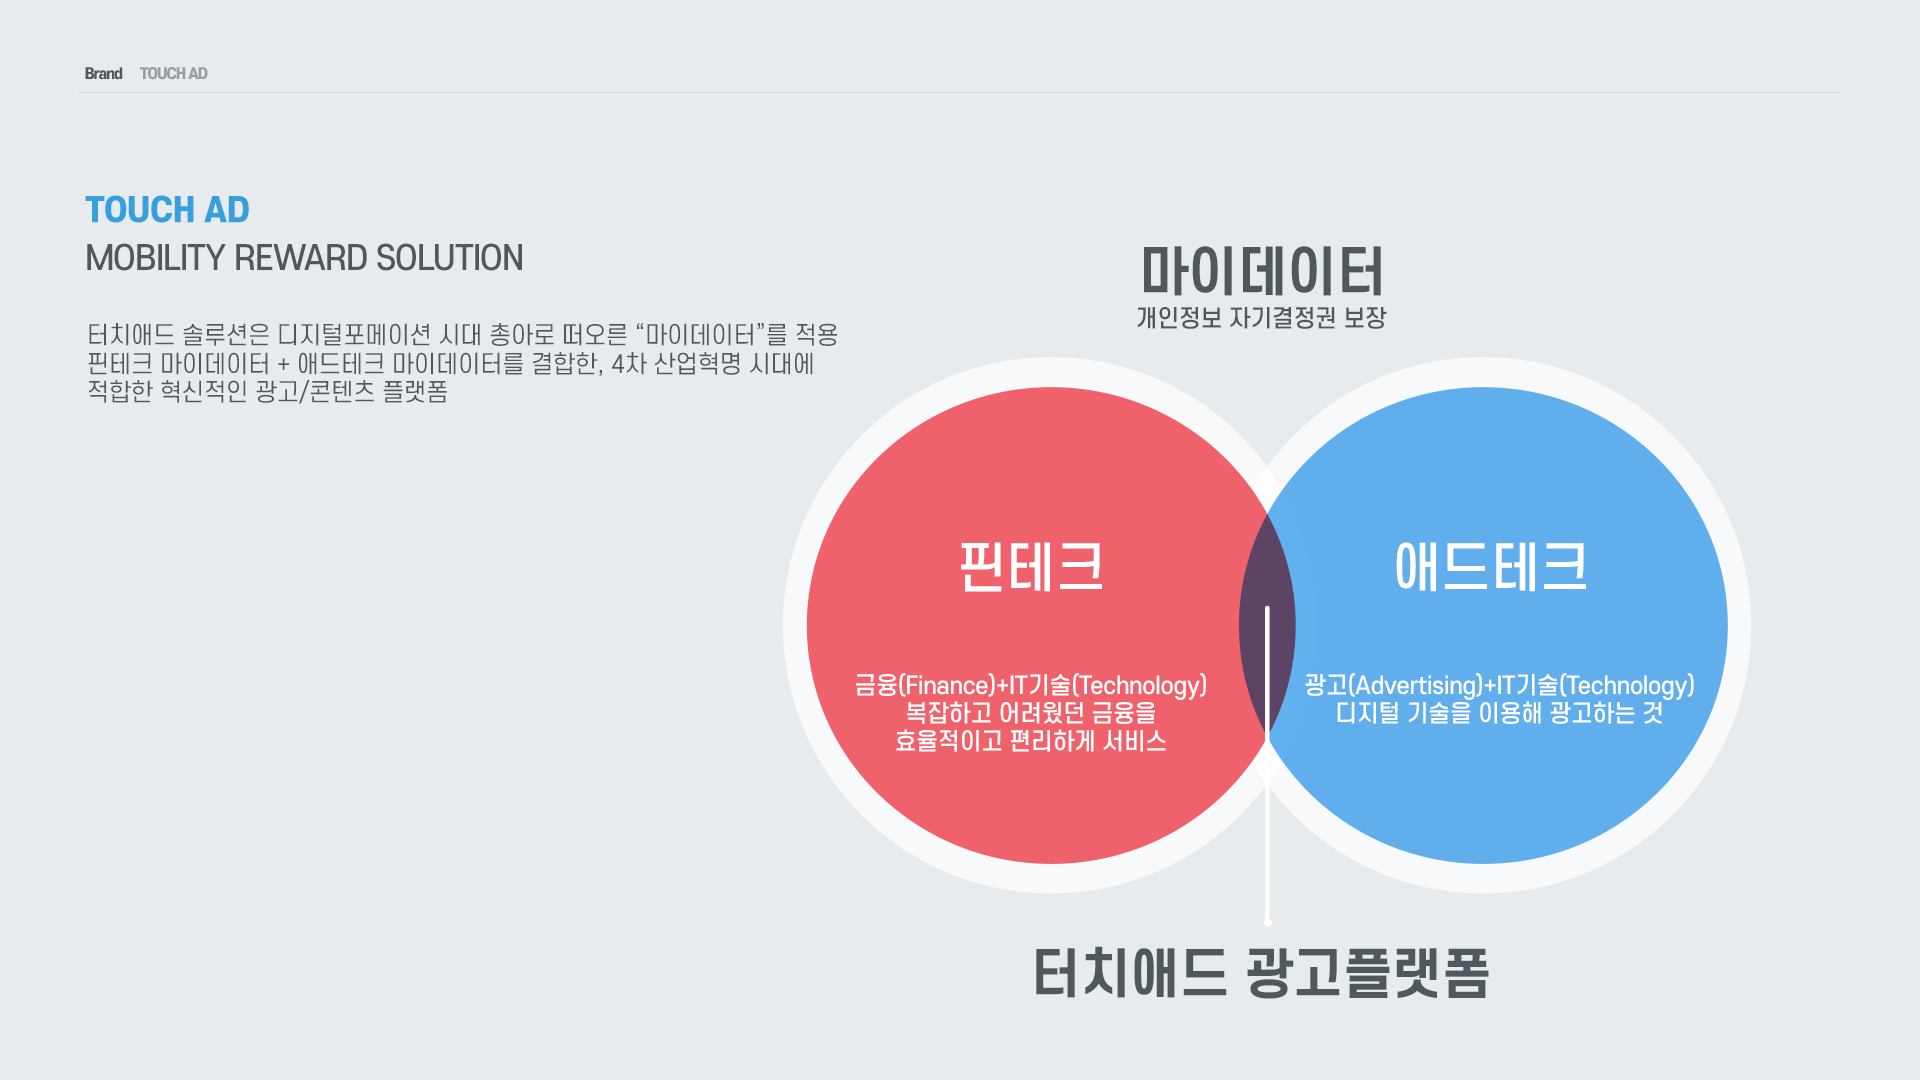 Brand TOUCH AD
TOUCH AD
MOBILITY REWARD SOLUTION
터치애드 솔루션은 디지털포메이션 시대 총아로 떠오른 “마이데이터”를 적용
핀테크 마이데이터 + 애드테크 마이데이터를 결합한, 4차 산업혁명 시대에
적합한 혁신적인 광고/콘텐츠 플랫폼
마이데이터
개인정보 자기결정권 보장
핀테크
금융(Finance)+IT기술(Technology)
복잡하고 어려웠던 금융을
효율적이고 편리하게 서비스
애드테크
광고(Advertising)+IT기술(Technology)
디지털 기술을 이용해 광고하는 것
터치애드 광고플랫폼